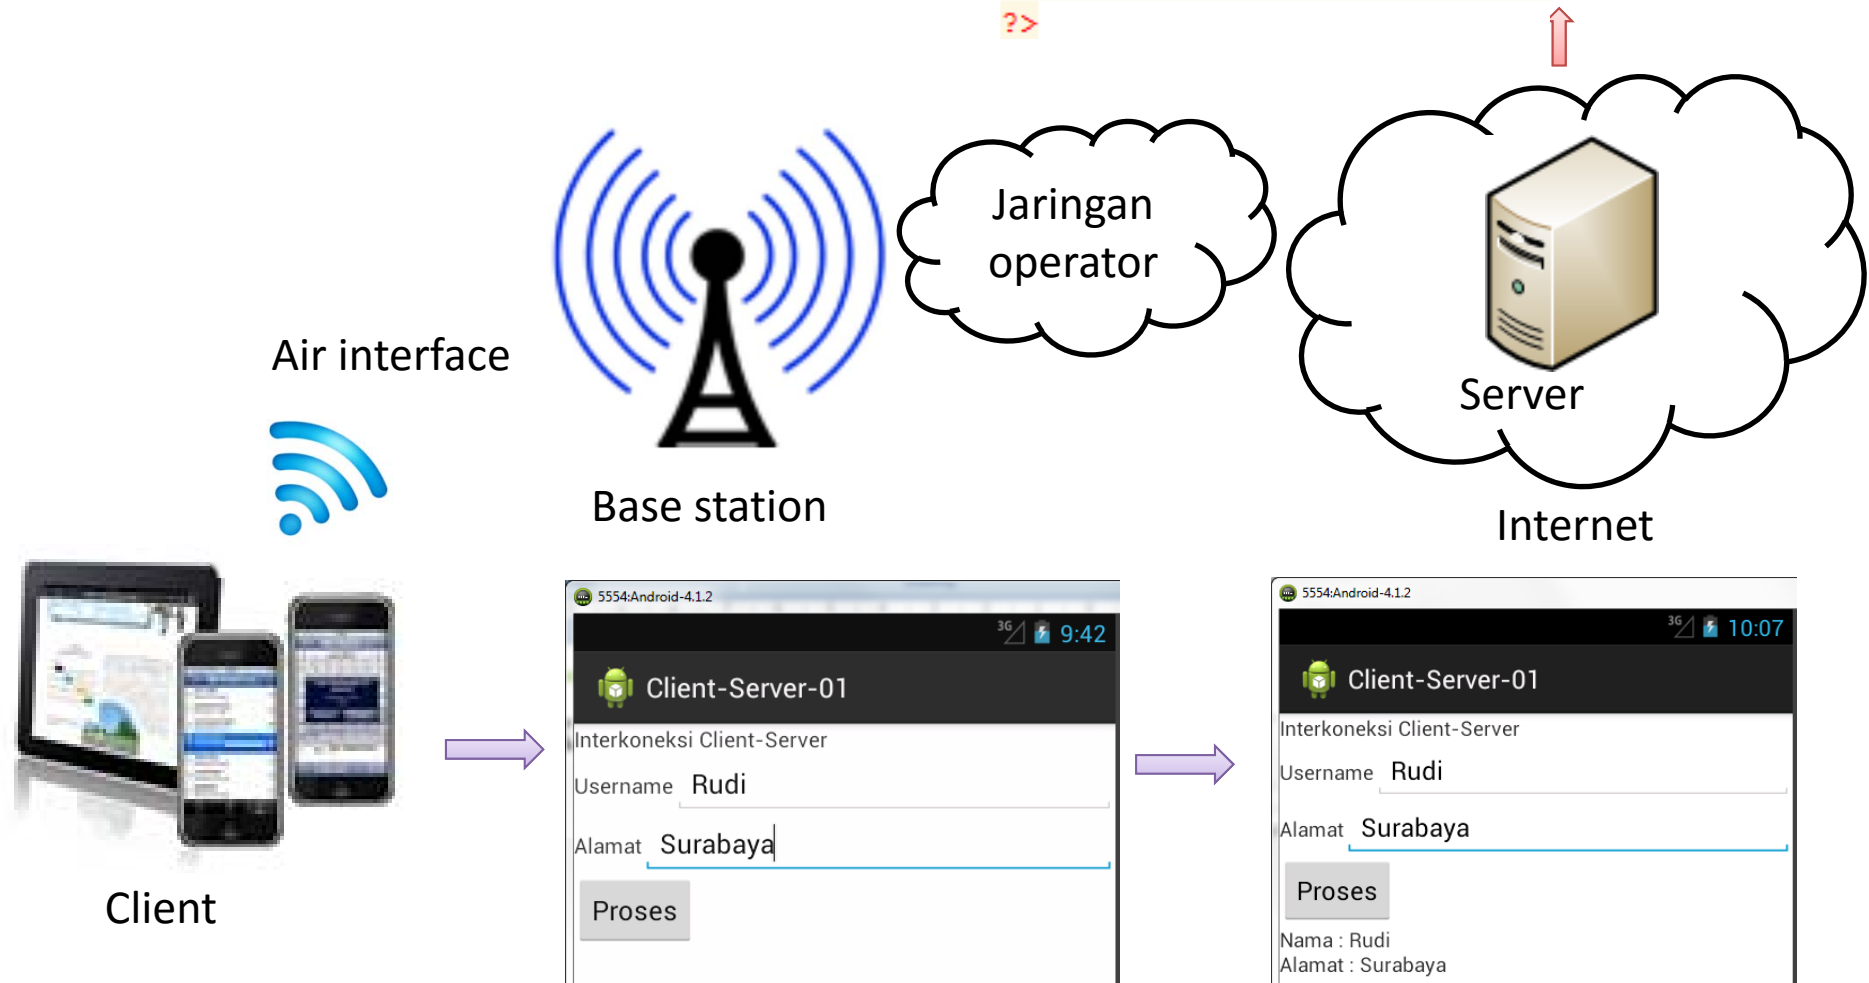 ?>
Jaringan
operator
Air interface
Server
Base station
Internet
Client
5554:Android-4.1.2
3G 9:42
Client-Server-01
Interkoneksi Client-Server
Username Rudi
Alamat Surabaya
Proses
5554:Android-4.1.2
3G 10:07
Client-Server-01
Interkoneksi Client-Server
Username Rudi
Alamat Surabaya
Proses
Nama : Rudi
Alamat : Surabaya